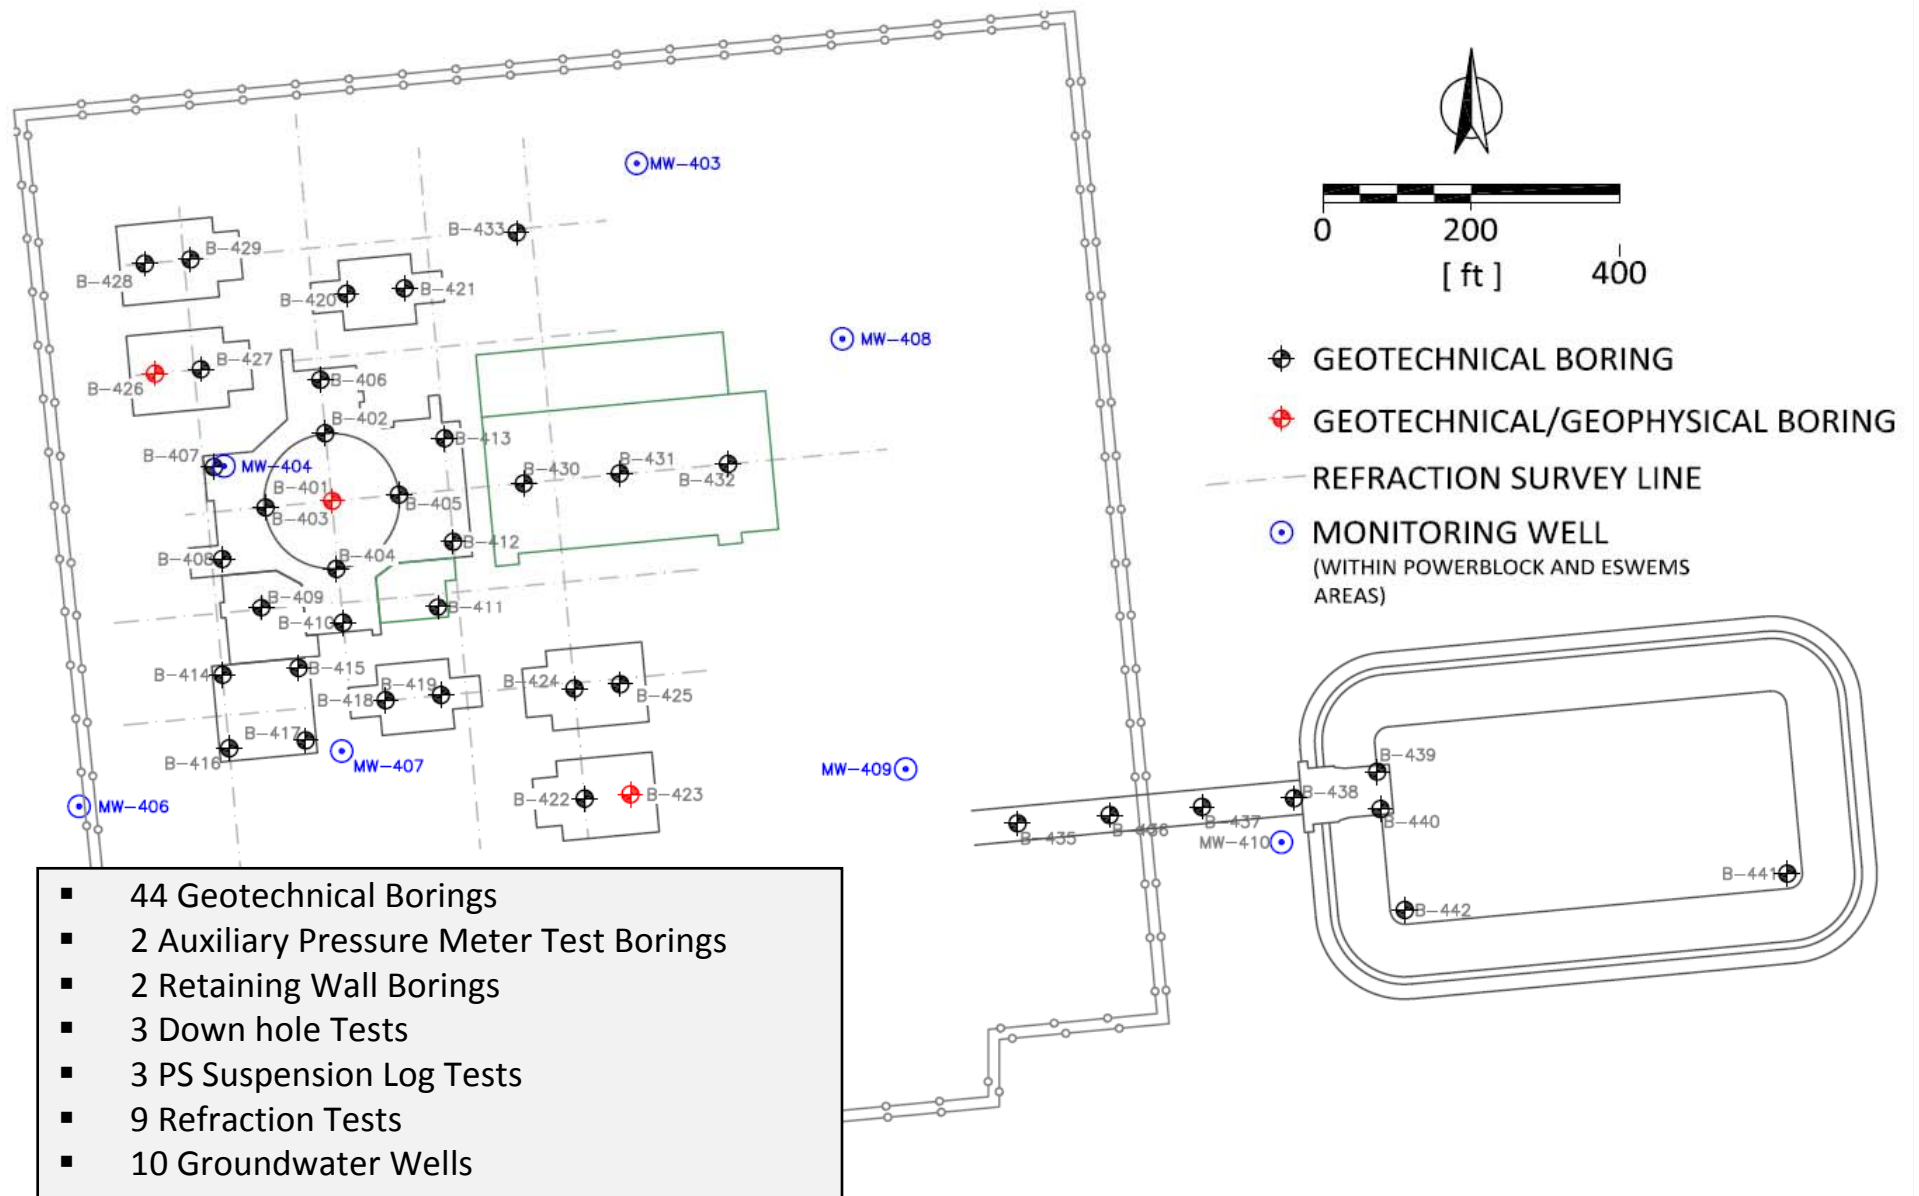 MW-403
B-433
B-429
B-428
B-420
B-421
MW-408
B-427
B-426
B-406
B-402
B-413
B-407
MW-404
B-401
B-403
B-405
B-430
B-431
B-432
B-412
B-408
B-404
B-409
B-410
B-411
B-414
B-415
B-418
B-419
B-424
B-425
B-417
B-416
MW-407
MW-406
B-422
B-423
MW-409
B-435
B-436
B-437
B-438
B-439
B-440
MW-410
B-441
B-442
0
200
400
[ ft ]
GEOTECHNICAL BORING
GEOTECHNICAL/GEOPHYSICAL BORING
REFRACTION SURVEY LINE
MONITORING WELL
(WITHIN POWERBLOCK AND ESWEMS
AREAS)
▪ 44 Geotechnical Borings
▪ 2 Auxiliary Pressure Meter Test Borings
▪ 2 Retaining Wall Borings
▪ 3 Down hole Tests
▪ 3 PS Suspension Log Tests
▪ 9 Refraction Tests
▪ 10 Groundwater Wells